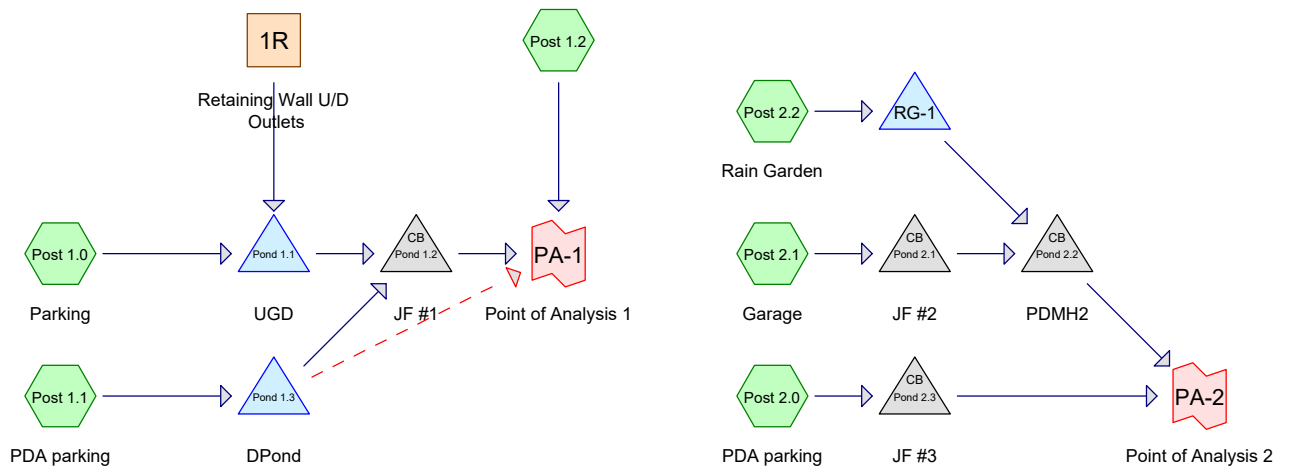 1R
Retaining Wall U/D
Outlets
Post 1.2
Post 1.0
Parking
Pond 1.1
UGD
CB
Pond 1.2
JF #1
PA-1
Point of Analysis 1
Post 1.1
PDA parking
Pond 1.3
DPond
Post 2.2
Rain Garden
RG-1
Post 2.1
Garage
CB
Pond 2.1
JF #2
CB
Pond 2.2
PDMH2
Post 2.0
PDA parking
CB
Pond 2.3
JF #3
PA-2
Point of Analysis 2